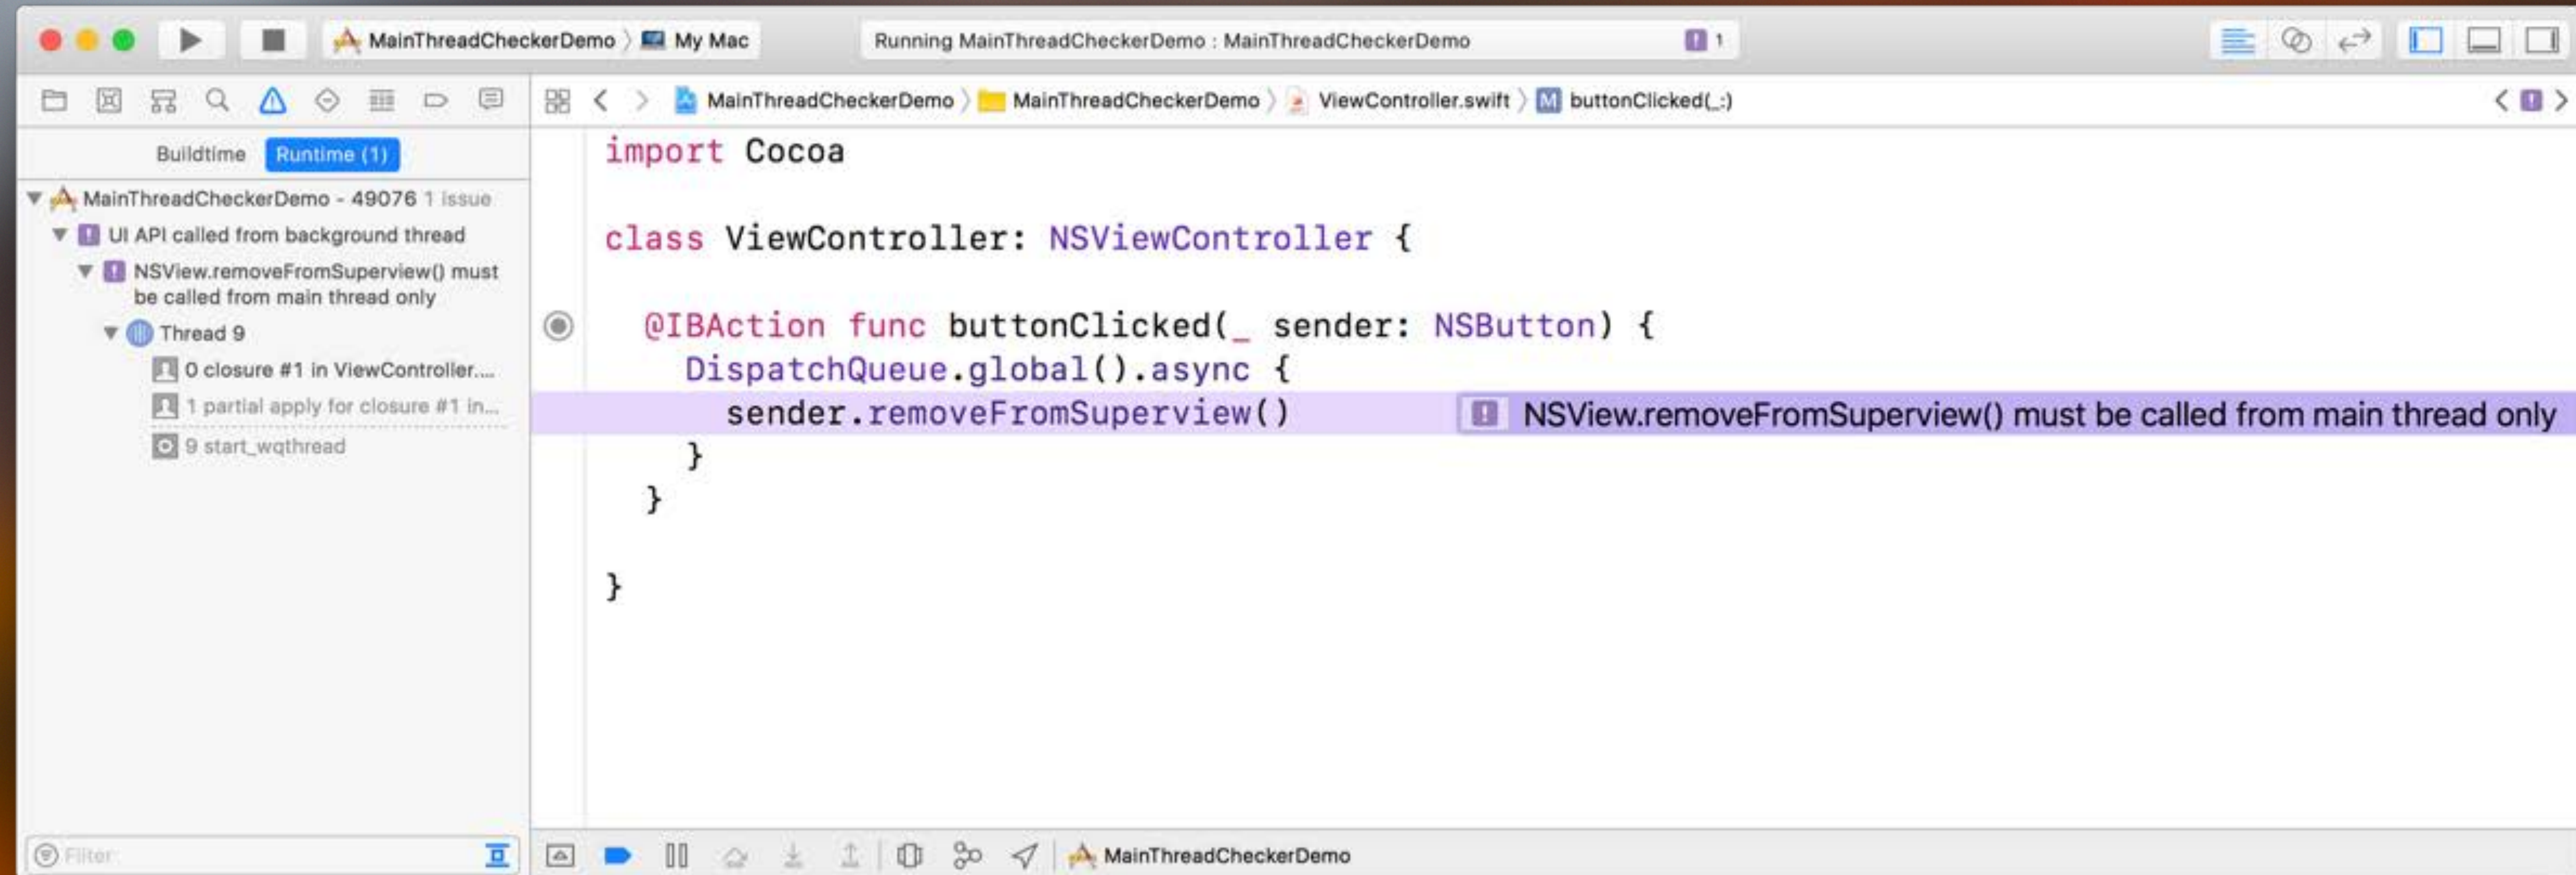 MainThreadCheckerDemo 〉 My Mac
Running MainThreadCheckerDemo : MainThreadCheckerDemo
1
MainThreadCheckerDemo 〉 MainThreadCheckerDemo 〉 ViewController.swift 〉 M buttonClicked(_:)
Buildtime Runtime (1)
MainThreadCheckerDemo - 49076 1 issue
UI API called from background thread
NSView.removeFromSuperview() must
be called from main thread only
Thread 9
0 closure #1 in ViewController....
1 partial apply for closure #1 in...
9 start_wqthread
Filter
import Cocoa
class ViewController: NSViewController {
@IBAction func buttonClicked(_ sender: NSButton) {
DispatchQueue.global().async {
sender.removeFromSuperview() NSView.removeFromSuperview() must be called from main thread only
}
}
}
MainThreadCheckerDemo